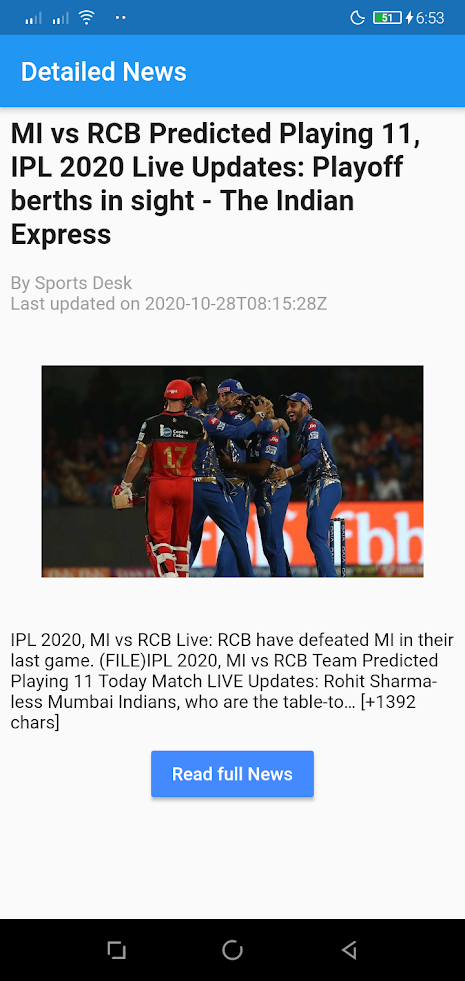 51 6:53
Detailed News
MI vs RCB Predicted Playing 11,
IPL 2020 Live Updates: Playoff
berths in sight - The Indian
Express
By Sports Desk
Last updated on 2020-10-28T08:15:28Z
17
fbb
IPL 2020, MI vs RCB Live: RCB have defeated MI in their
last game. (FILE)IPL 2020, MI vs RCB Team Predicted
Playing 11 Today Match LIVE Updates: Rohit Sharma-
less Mumbai Indians, who are the table-to… [+1392
chars]
Read full News